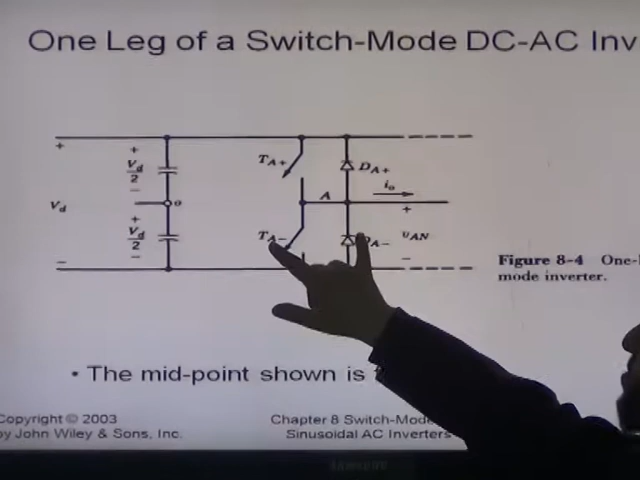 One Leg of a Switch-Mode DC-AC Inv
+
+
Vd
2
−
TA+
DA+
io
Vd
o
A
+
+
Vd
2
−
TA−
A−
vAN
−
−
Figure 8-4 One-
mode inverter.
• The mid-point shown is
Copyright © 2003
by John Wiley & Sons, Inc.
Chapter 8 Switch-Mode
Sinusoidal AC Inverters
SAMSUNG